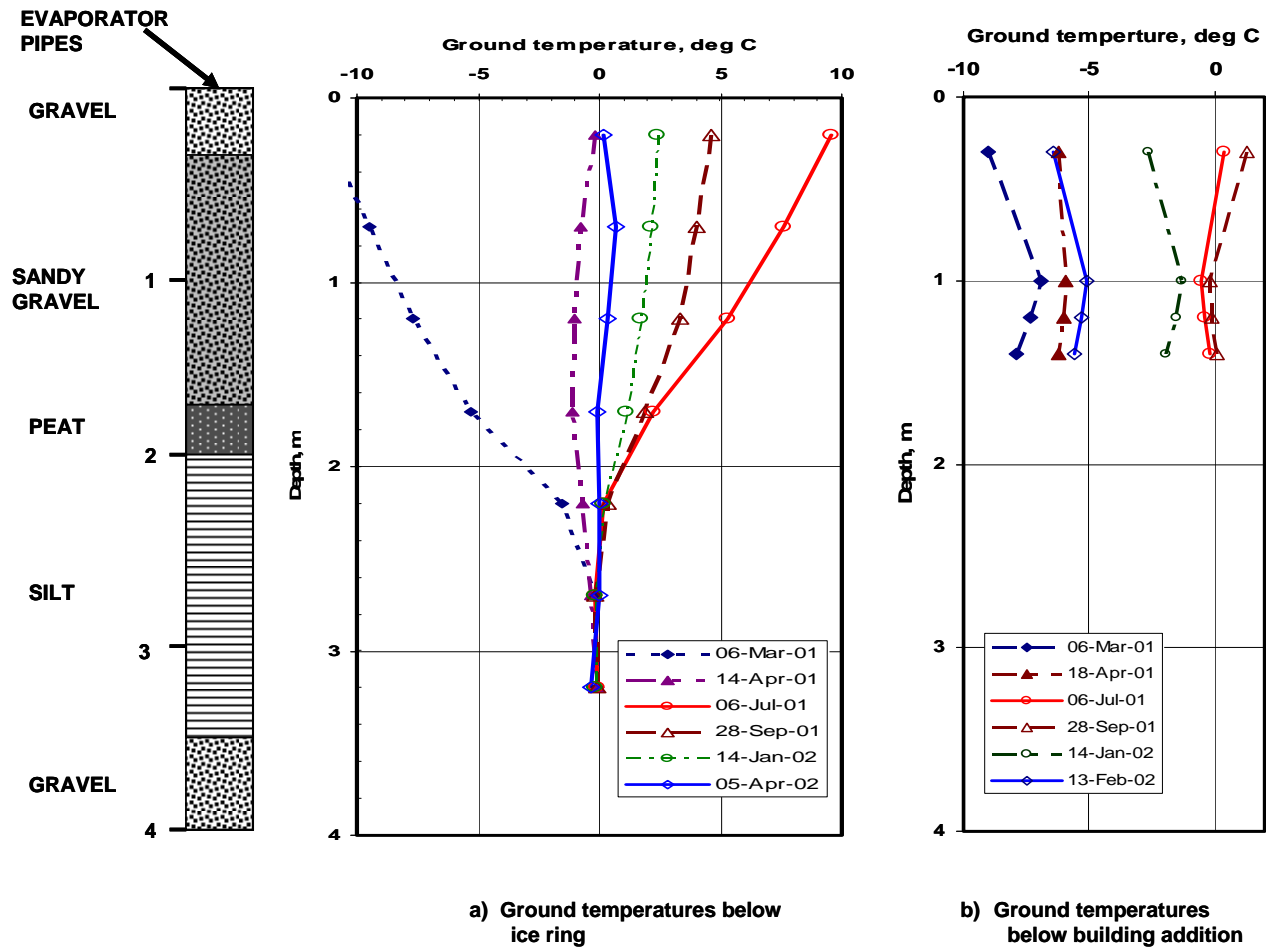 EVAPORATOR
PIPES
GRAVEL
SANDY
GRAVEL
PEAT
SILT
GRAVEL
1
2
3
4
Ground temperature, deg C
-10 -5 0 5 10
0
1
2
3
4
Depth, m
06-Mar-01
14-Apr-01
06-Jul-01
28-Sep-01
14-Jan-02
05-Apr-02
a) Ground temperatures below
ice ring
Ground temperture, deg C
-10 -5 0
0
1
2
3
4
Depth, m
06-Mar-01
18-Apr-01
06-Jul-01
28-Sep-01
14-Jan-02
13-Feb-02
b) Ground temperatures
below building addition